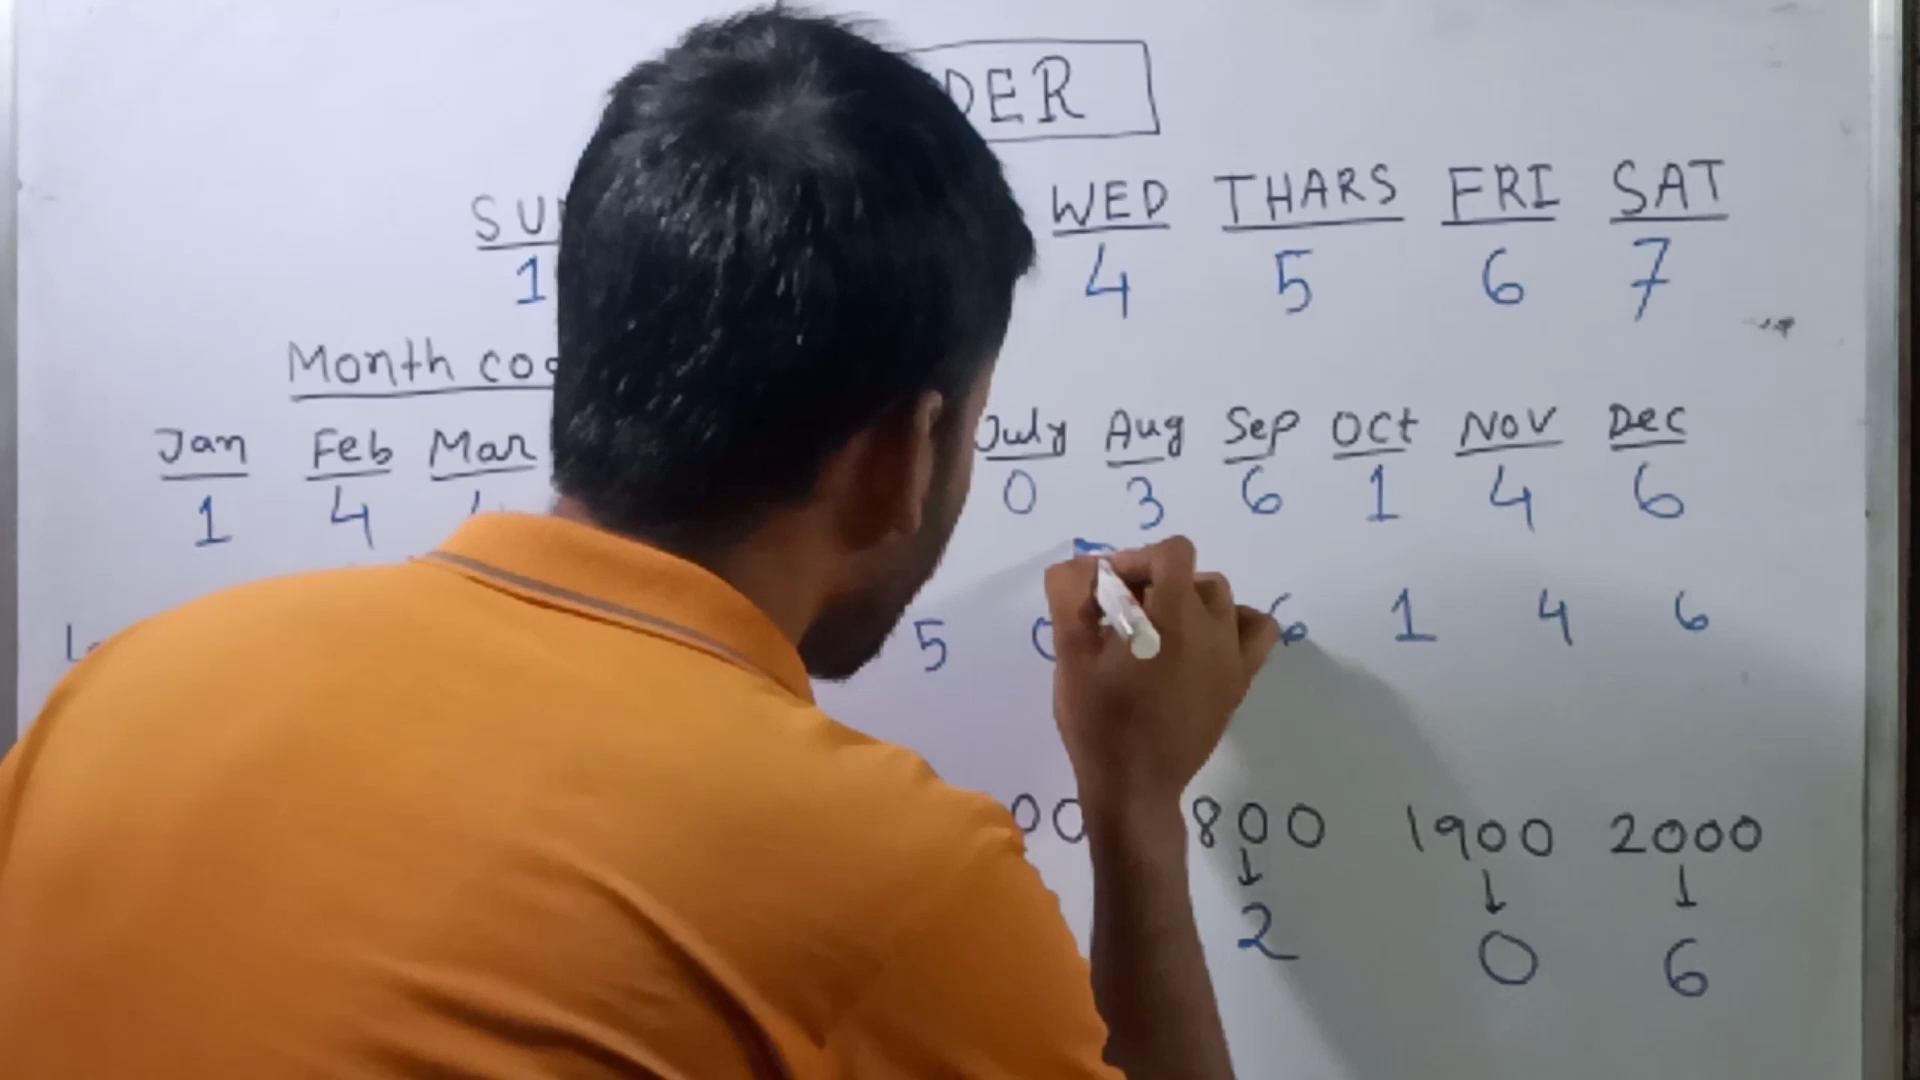 DER
SU WED THARS FRI SAT
1 4 5 6 7
Month co
Jan Feb Mar July Aug Sep Oct Nov Dec
1 4 0 3 6 1 4 6
5 6 1 4 6
00 800 1900 2000
2 0 6